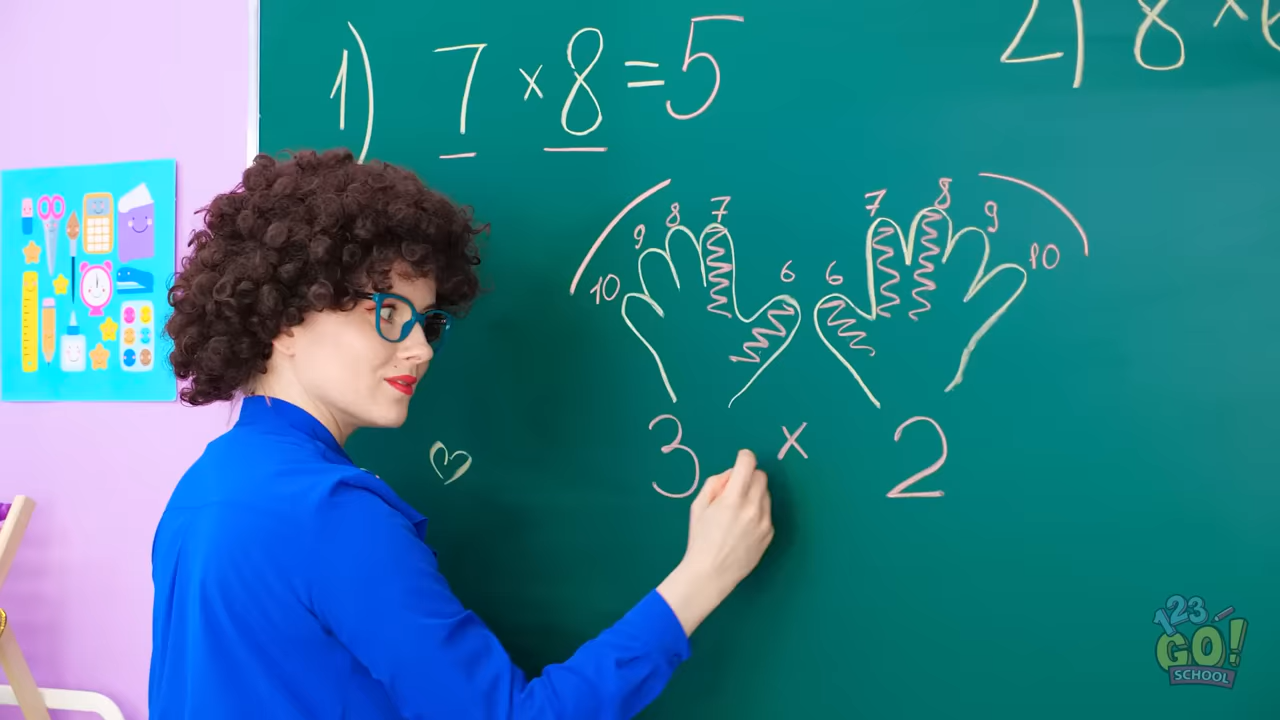 1) 7 x 8 = 5
2) 8 x
7 7 8
8 9
9 6 6 10
10
3 x 2
123
GO!
SCHOOL